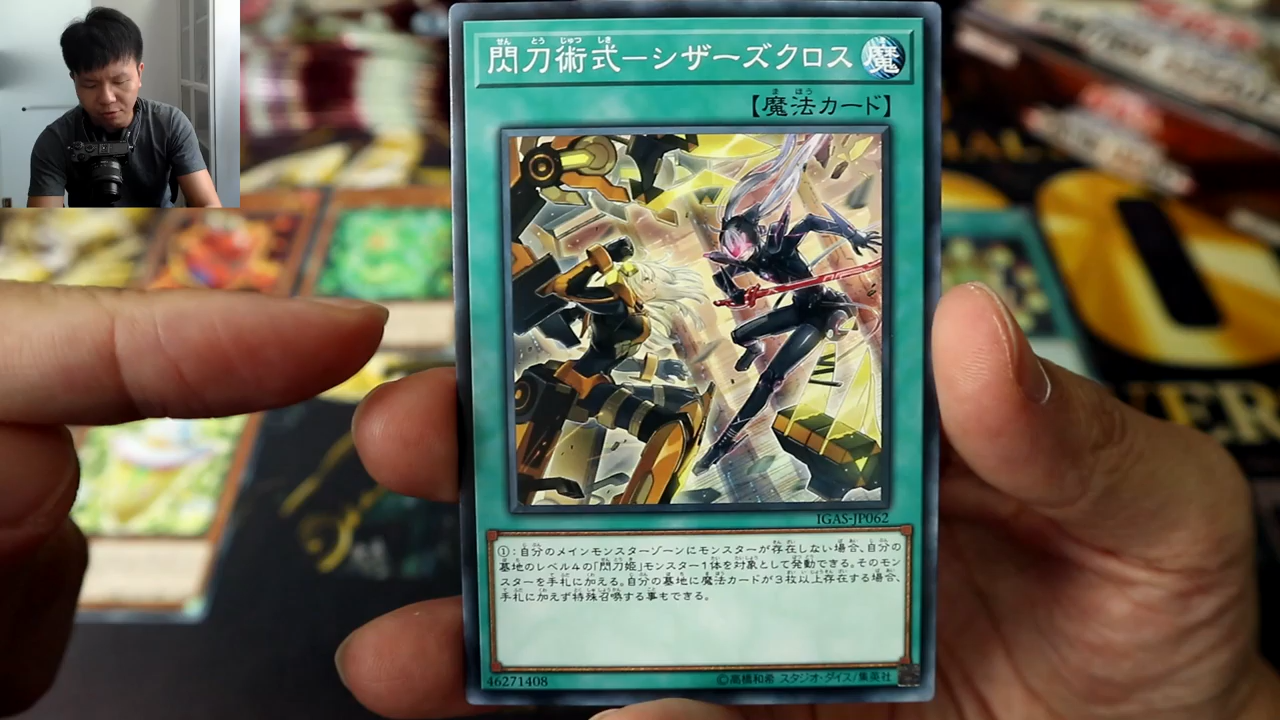 閃刀術式－シザーズクロス 魔
【魔法カード】
IGAS-JP062
①：自分のメインモンスターゾーンにモンスターが存在しない場合、自分の
墓地のレベル４の「閃刀姫」モンスター１体を対象として発動できる。そのモン
スターを手札に加える。自分の墓地に魔法カードが３枚以上存在する場合、
手札に加えず特殊召喚する事もできる。
46271408
©高橋和希 スタジオ・ダイス/集英社